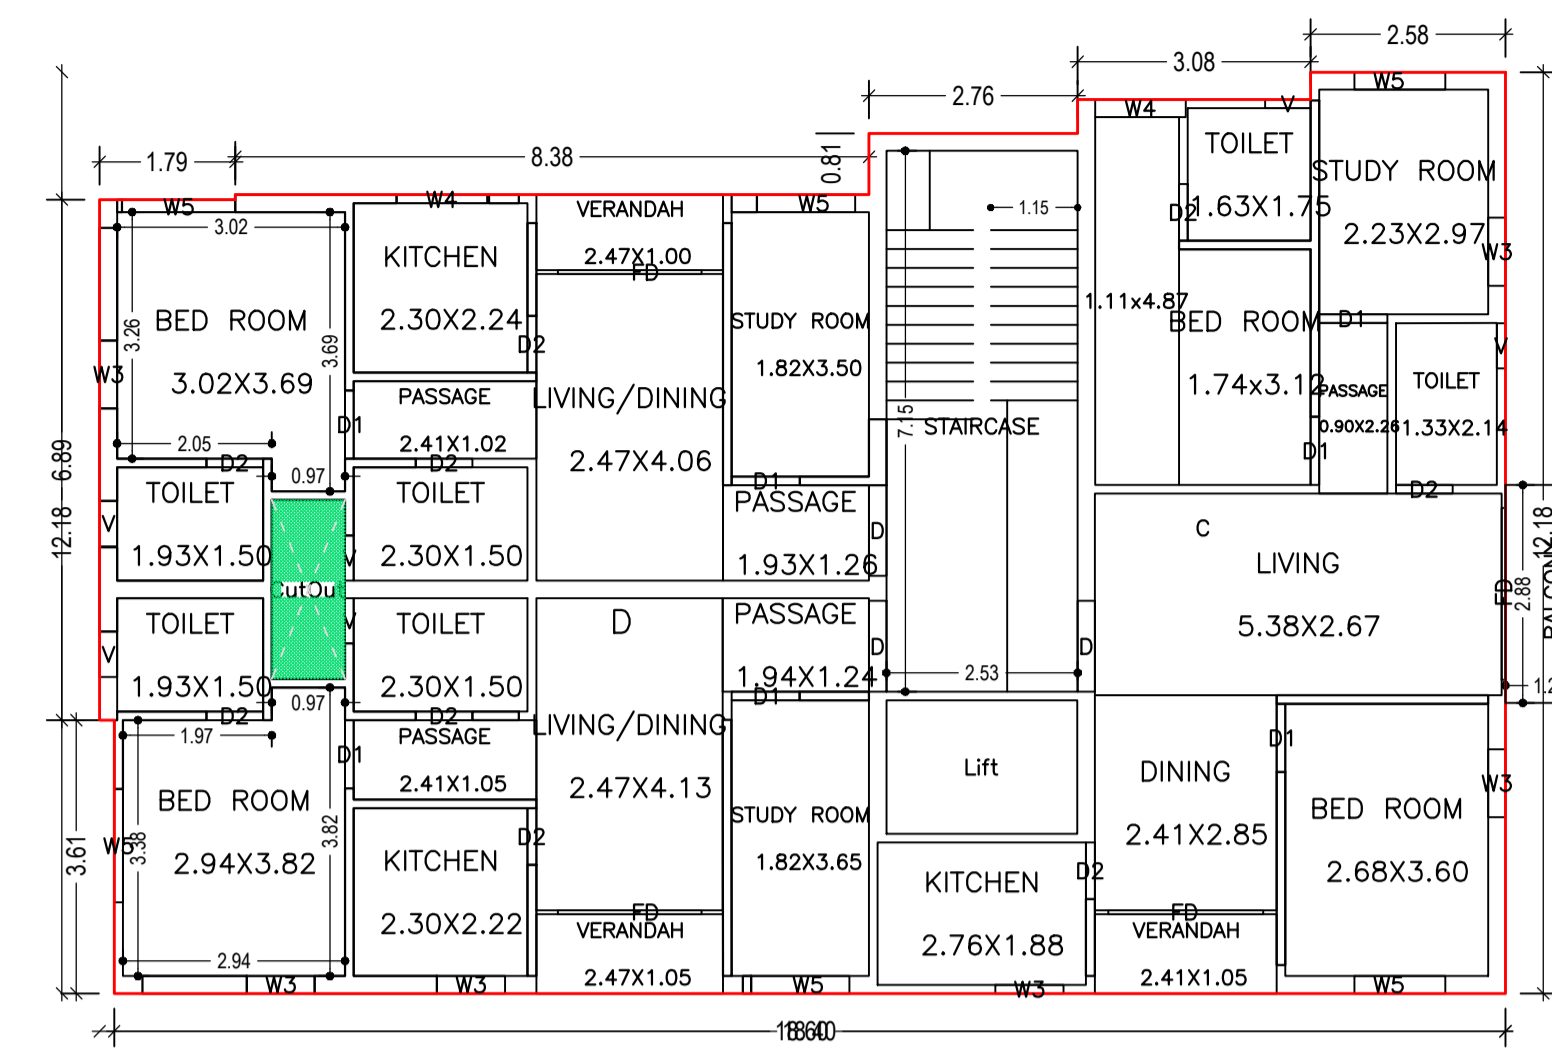 2.58
3.08
2.76
8.38
1.79
0.81
W5
W4
V
TOILET
1.63X1.75
D2
STUDY ROOM
2.23X2.97
W3
W5
3.02
W4
VERANDAH
2.47X1.00
FD
W5
1.15
KITCHEN
2.30X2.24
D2
BED ROOM
3.02X3.69
3.26
3.69
W3
STUDY ROOM
1.82X3.50
1.11x4.87
BED ROOM
1.74x3.12
D1
PASSAGE
0.90X2.26
D1
TOILET
1.33X2.14
V
D2
PASSAGE
2.41X1.02
D1
LIVING/DINING
2.47X4.06
STAIRCASE
7.15
6.89
12.18
2.05
D2
0.97
D2
TOILET
1.93X1.50
V
TOILET
2.30X1.50
V
D1
PASSAGE
1.93X1.26
D
CutOut
C
LIVING
5.38X2.67
FD
2.88
12.18
TOILET
1.93X1.50
V
TOILET
2.30X1.50
V
D
PASSAGE
1.94X1.24
D
D1
2.53
D
D2
0.97
D2
1.97
D1
PASSAGE
2.41X1.05
LIVING/DINING
2.47X4.13
Lift
DINING
2.41X2.85
D1
BED ROOM
2.68X3.60
W3
BED ROOM
2.94X3.82
3.38
3.82
3.61
W5
D2
KITCHEN
2.30X2.22
STUDY ROOM
1.82X3.65
KITCHEN
2.76X1.88
D2
FD
VERANDAH
2.47X1.05
FD
VERANDAH
2.41X1.05
2.94
W3
W3
W5
W3
W5
18.60